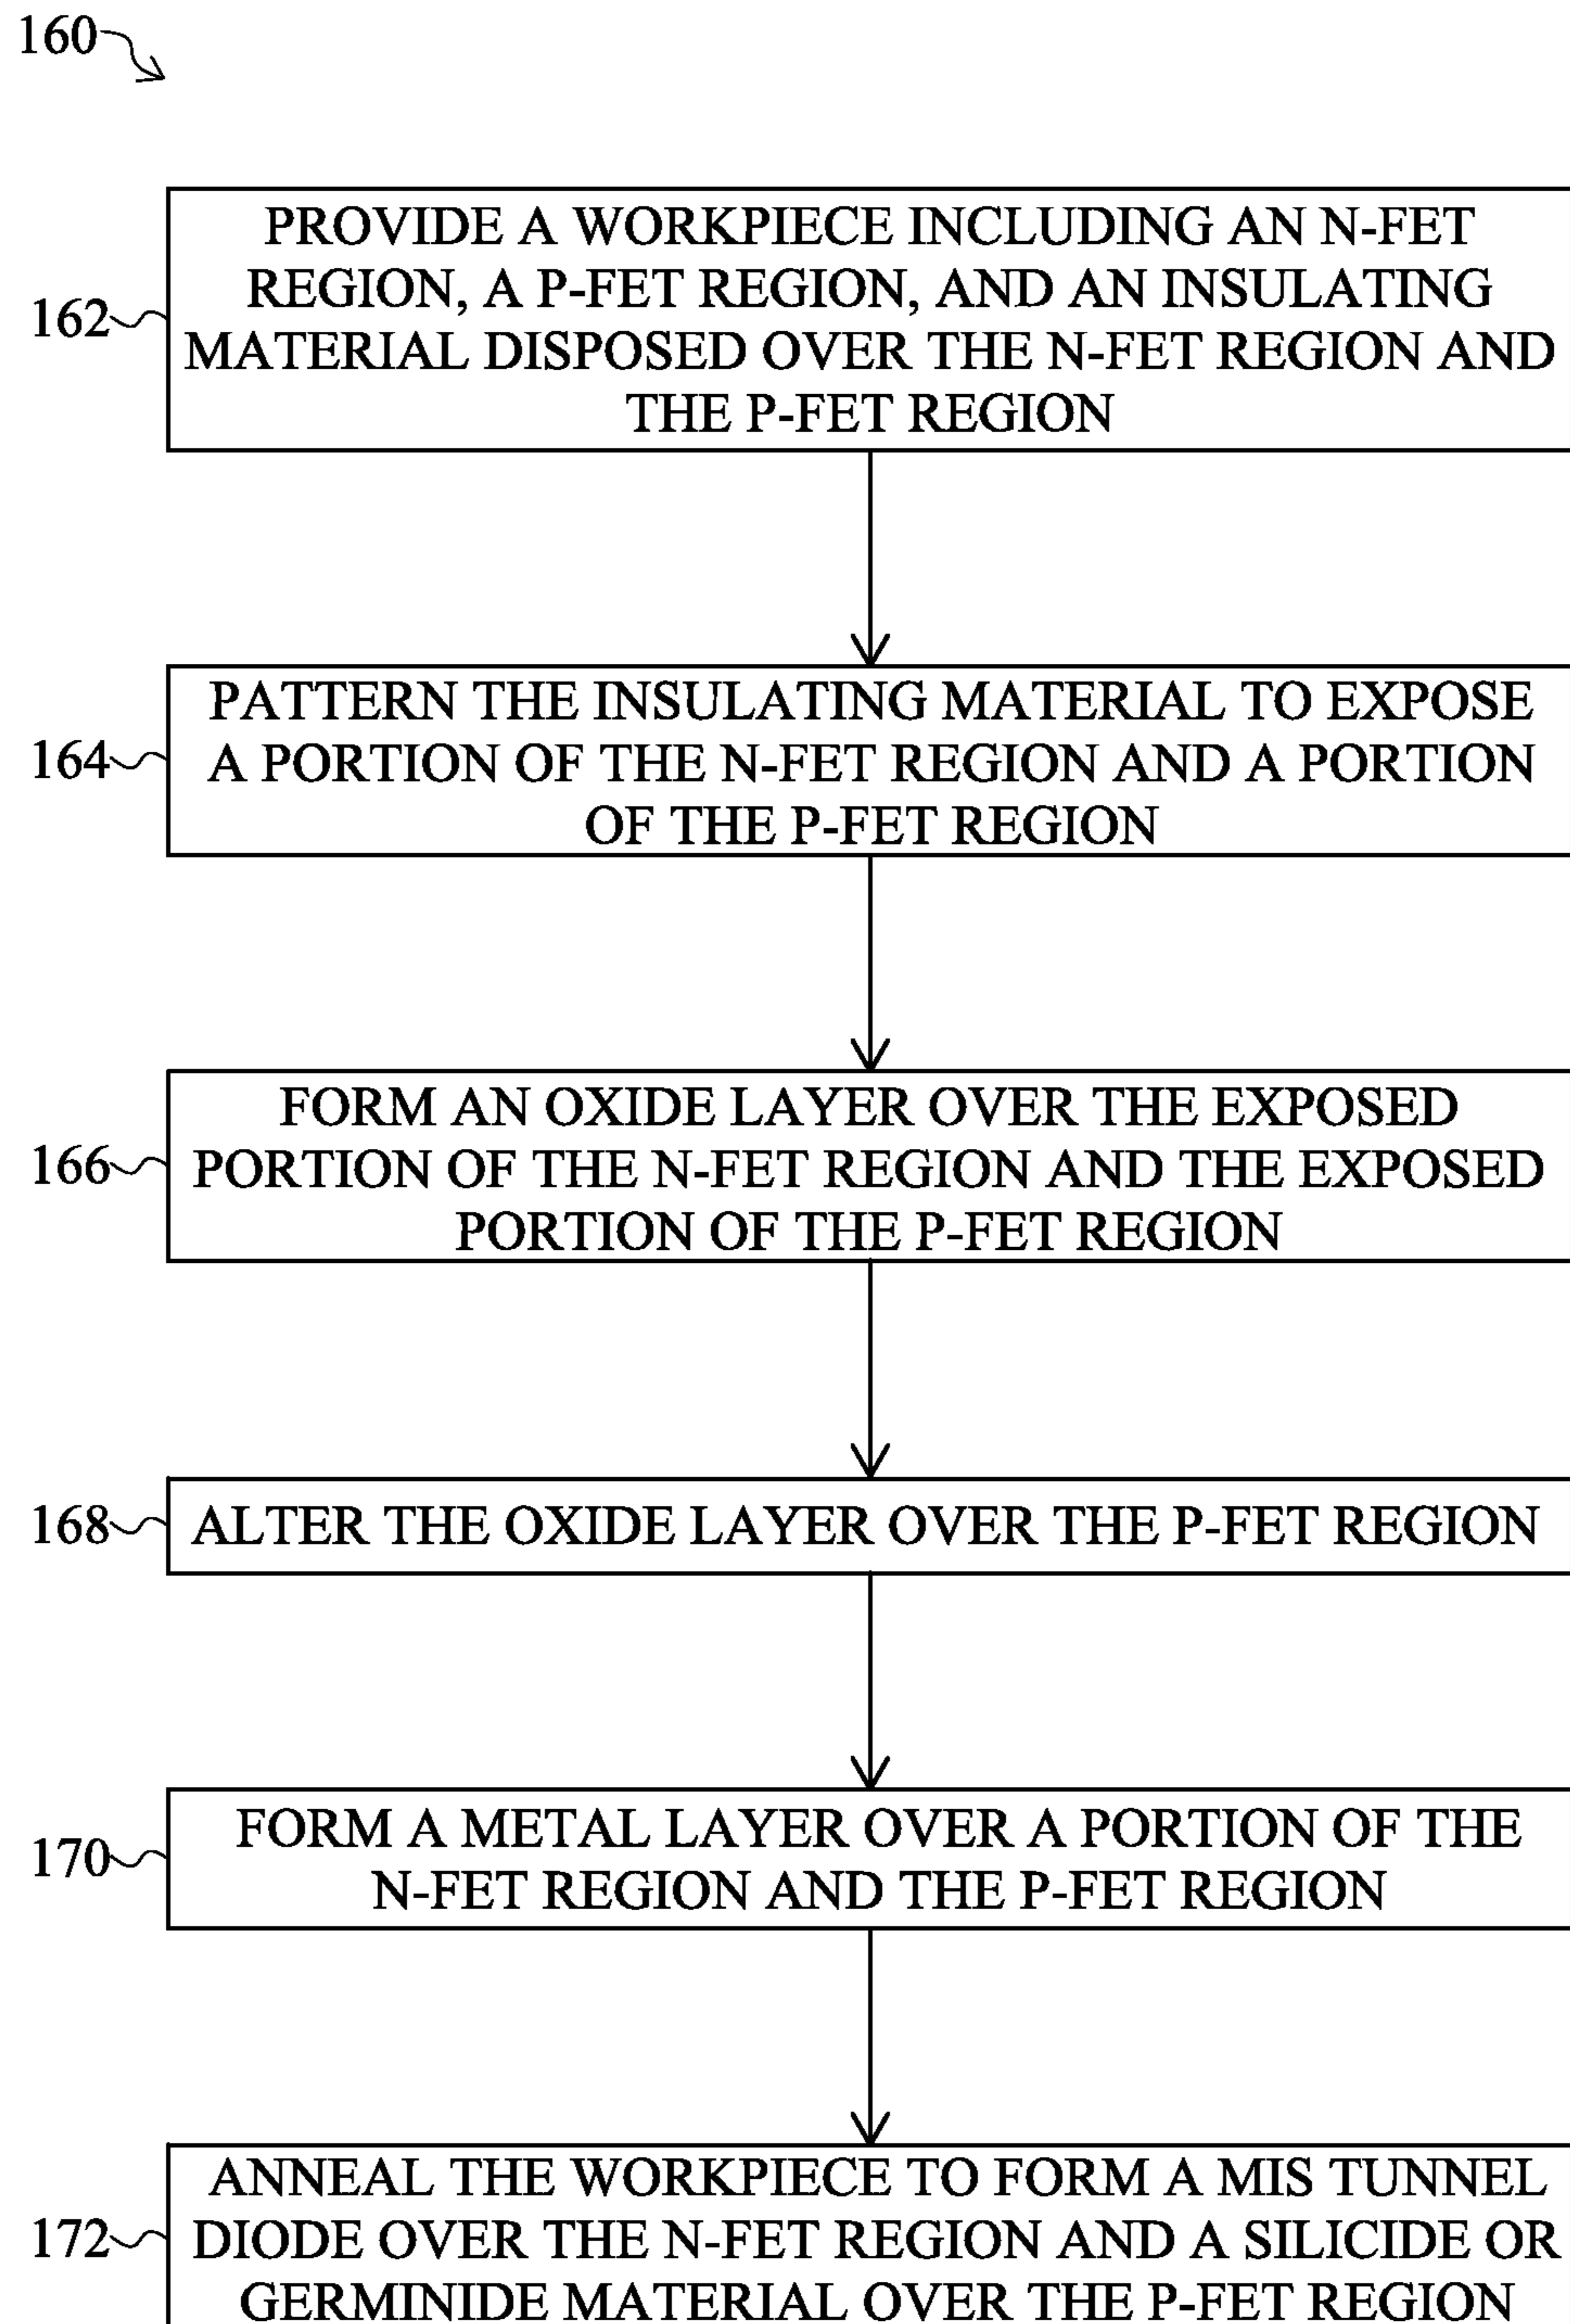 160
PROVIDE A WORKPIECE INCLUDING AN N-FET
REGION, A P-FET REGION, AND AN INSULATING
162
MATERIAL DISPOSED OVER THE N-FET REGION AND
THE P-FET REGION
PATTERN THE INSULATING MATERIAL TO EXPOSE
164
A PORTION OF THE N-FET REGION AND A PORTION
OF THE P-FET REGION
FORM AN OXIDE LAYER OVER THE EXPOSED
166
PORTION OF THE N-FET REGION AND THE EXPOSED
PORTION OF THE P-FET REGION
168
ALTER THE OXIDE LAYER OVER THE P-FET REGION
FORM A METAL LAYER OVER A PORTION OF THE
170
N-FET REGION AND THE P-FET REGION
ANNEAL THE WORKPIECE TO FORM A MIS TUNNEL
172
DIODE OVER THE N-FET REGION AND A SILICIDE OR
GERMINIDE MATERIAL OVER THE P-FET REGION